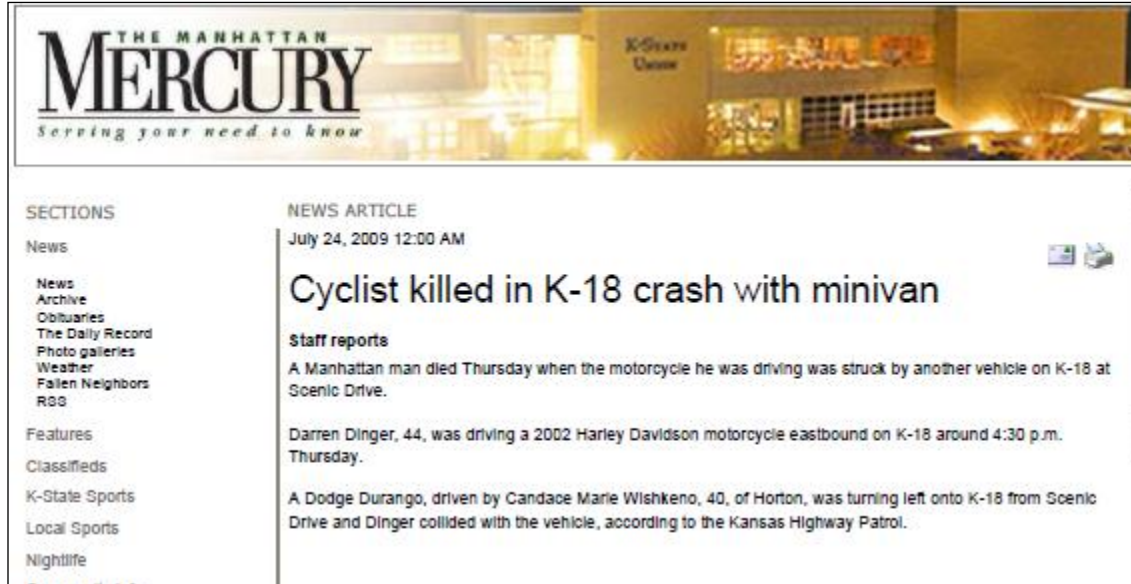 THE MANHATTAN
MERCURY
Serving your need to know
K-State
Union
SECTIONS
News
News
Archive
Obituaries
The Daily Record
Photo galleries
Weather
Fallen Neighbors
RSS
Features
Classifieds
K-State Sports
Local Sports
Nightlife
NEWS ARTICLE
July 24, 2009 12:00 AM
Cyclist killed in K-18 crash with minivan
Staff reports
A Manhattan man died Thursday when the motorcycle he was driving was struck by another vehicle on K-18 at
Scenic Drive.
Darren Dinger, 44, was driving a 2002 Harley Davidson motorcycle eastbound on K-18 around 4:30 p.m.
Thursday.
A Dodge Durango, driven by Candace Marie Wishkeno, 40, of Horton, was turning left onto K-18 from Scenic
Drive and Dinger collided with the vehicle, according to the Kansas Highway Patrol.